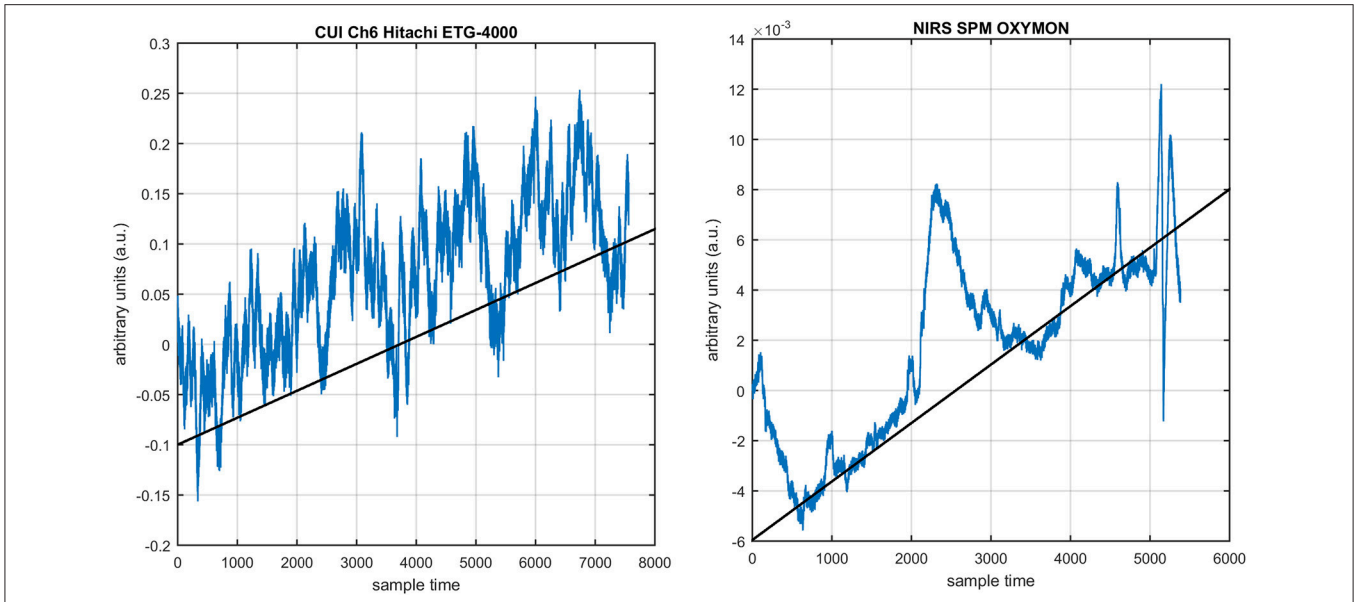 CUI Ch6 Hitachi ETG-4000
0.3
0.25
0.2
0.15
0.1
0.05
0
-0.05
-0.1
-0.15
-0.2
arbitrary units (a.u.)
0 1000 2000 3000 4000 5000 6000 7000 8000
sample time
NIRS SPM OXYMON
×10-3
14
12
10
8
6
4
2
0
-2
-4
-6
arbitrary units (a.u.)
0 1000 2000 3000 4000 5000 6000
sample time